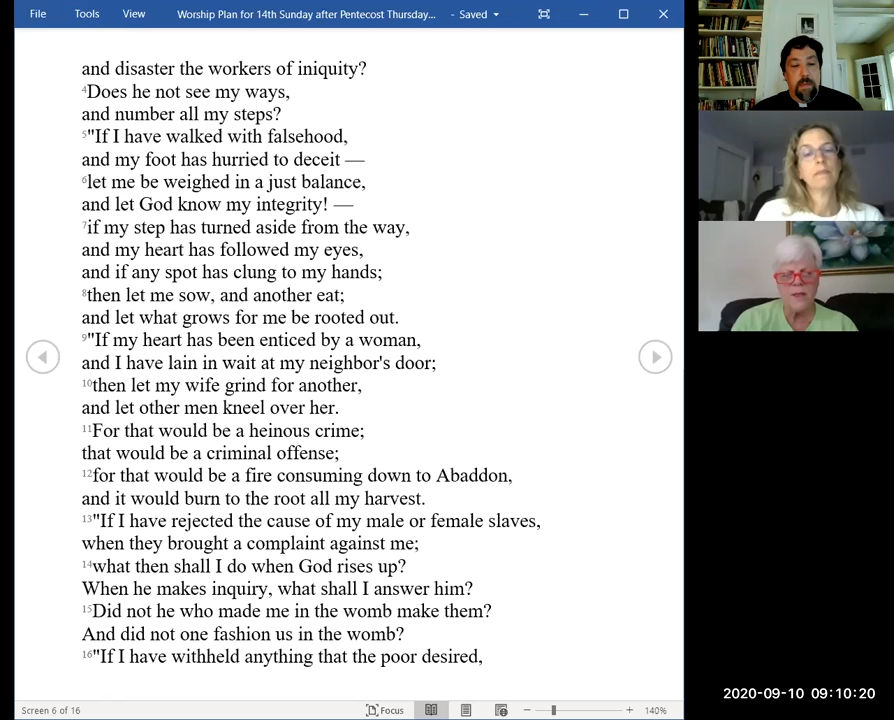 File Tools View Worship Plan for 14th Sunday after Pentecost Thursday... - Saved
and disaster the workers of iniquity?
4Does he not see my ways,
and number all my steps?
5"If I have walked with falsehood,
and my foot has hurried to deceit —
6let me be weighed in a just balance,
and let God know my integrity! —
7if my step has turned aside from the way,
and my heart has followed my eyes,
and if any spot has clung to my hands;
8then let me sow, and another eat;
and let what grows for me be rooted out.
9"If my heart has been enticed by a woman,
and I have lain in wait at my neighbor's door;
10then let my wife grind for another,
and let other men kneel over her.
11For that would be a heinous crime;
that would be a criminal offense;
12for that would be a fire consuming down to Abaddon,
and it would burn to the root all my harvest.
13"If I have rejected the cause of my male or female slaves,
when they brought a complaint against me;
14what then shall I do when God rises up?
When he makes inquiry, what shall I answer him?
15Did not he who made me in the womb make them?
And did not one fashion us in the womb?
16"If I have withheld anything that the poor desired,
Screen 6 of 16 Focus 140%
2020-09-10 09:10:20